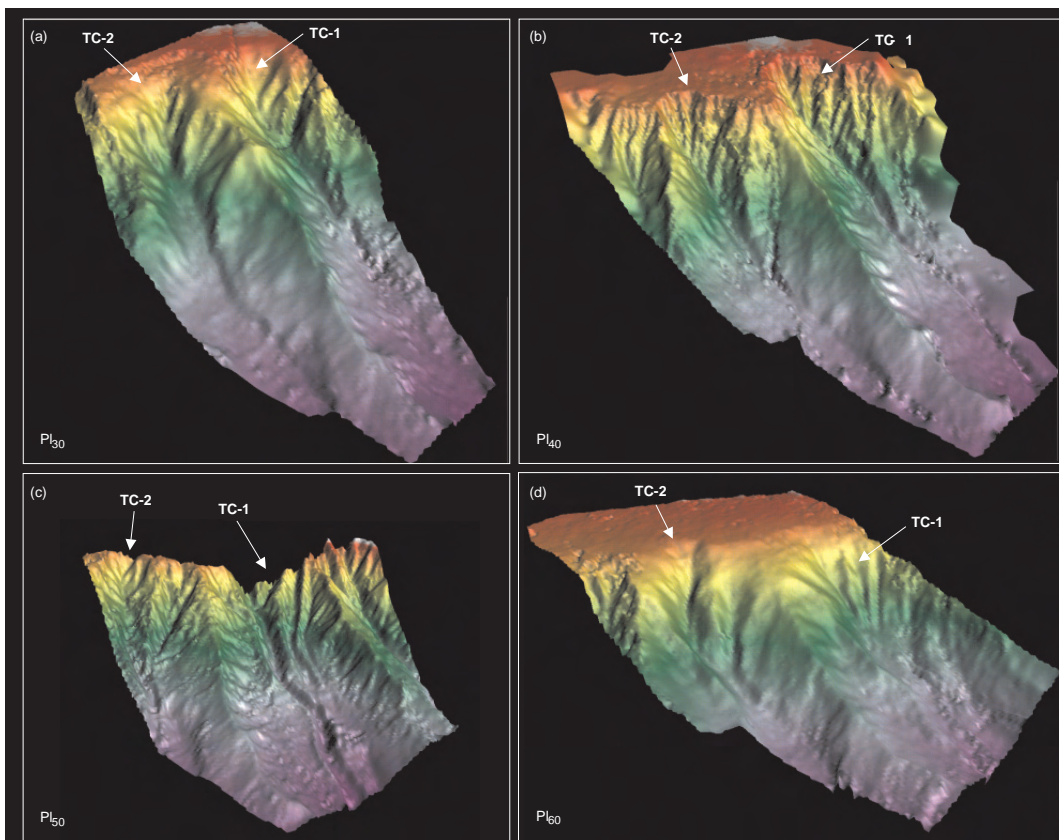 (a)
TC-2
TC-1
PI30
(b)
TC-2
TC- 1
PI40
(c)
TC-2
TC-1
PI50
(d)
TC-2
TC-1
PI60